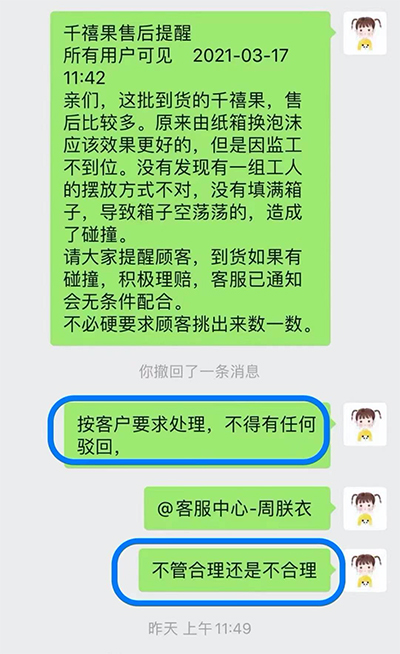 千禧果售后提醒
所有用户可见 2021-03-17
11:42
亲们，这批到货的千禧果，售
后比较多。原来由纸箱换泡沫
应该效果更好的，但是因监工
不到位。没有发现有一组工人
的摆放方式不对，没有填满箱
子，导致箱子空荡荡的，造成
了碰撞。
请大家提醒顾客，到货如果有
碰撞，积极理赔，客服已通知
会无条件配合。
不必硬要求顾客挑出来数一数。
你撤回了一条消息
按客户要求处理，不得有任何
驳回，
@客服中心-周朕衣
不管合理还是不合理
昨天 上午11:49